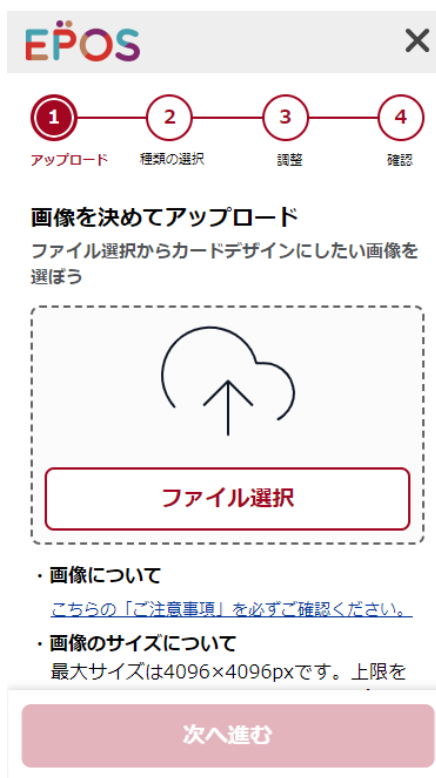 EPOS
1
2
3
4
アップロード
種類の選択
調整
確認
画像を決めてアップロード
ファイル選択からカードデザインにしたい画像を
選ぼう
ファイル選択
・画像について
こちらの「ご注意事項」を必ずご確認ください。
・画像のサイズについて
最大サイズは4096×4096pxです。上限を
次へ進む